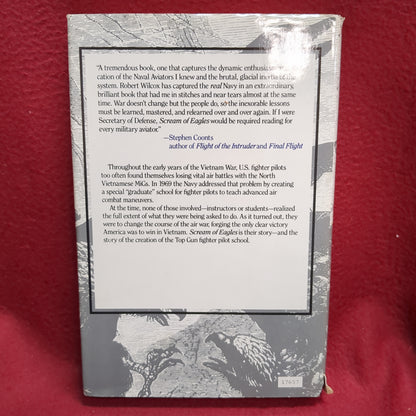 "A tremendous book, one that captures the dynamic enthusiasm
cation of the Naval Aviators I knew and the brutal, glacial inertia of the
system. Robert Wilcox has captured the real Navy in an extraordinary,
brilliant book that had me in stitches and near tears almost at the same
time. War doesn't change but the people do, so the inexorable lessons
must be learned, mastered, and relearned over and over again. If I were
Secretary of Defense, Scream of Eagles would be required reading for
every military aviator."
—Stephen Coonts
author of Flight of the Intruder and Final Flight
Throughout the early years of the Vietnam War, U.S. fighter pilots
too often found themselves losing vital air battles with the North
Vietnamese MiGs. In 1969 the Navy addressed that problem by creating
a special "graduate" school for fighter pilots to teach advanced air
combat maneuvers.
At the time, none of those involved—instructors or students—realized
the full extent of what they were being asked to do. As it turned out, they
were to change the course of the air war, forging the only clear victory
America was to win in Vietnam. Scream of Eagles is their story—and the
story of the creation of the Top Gun fighter pilot school.
17657